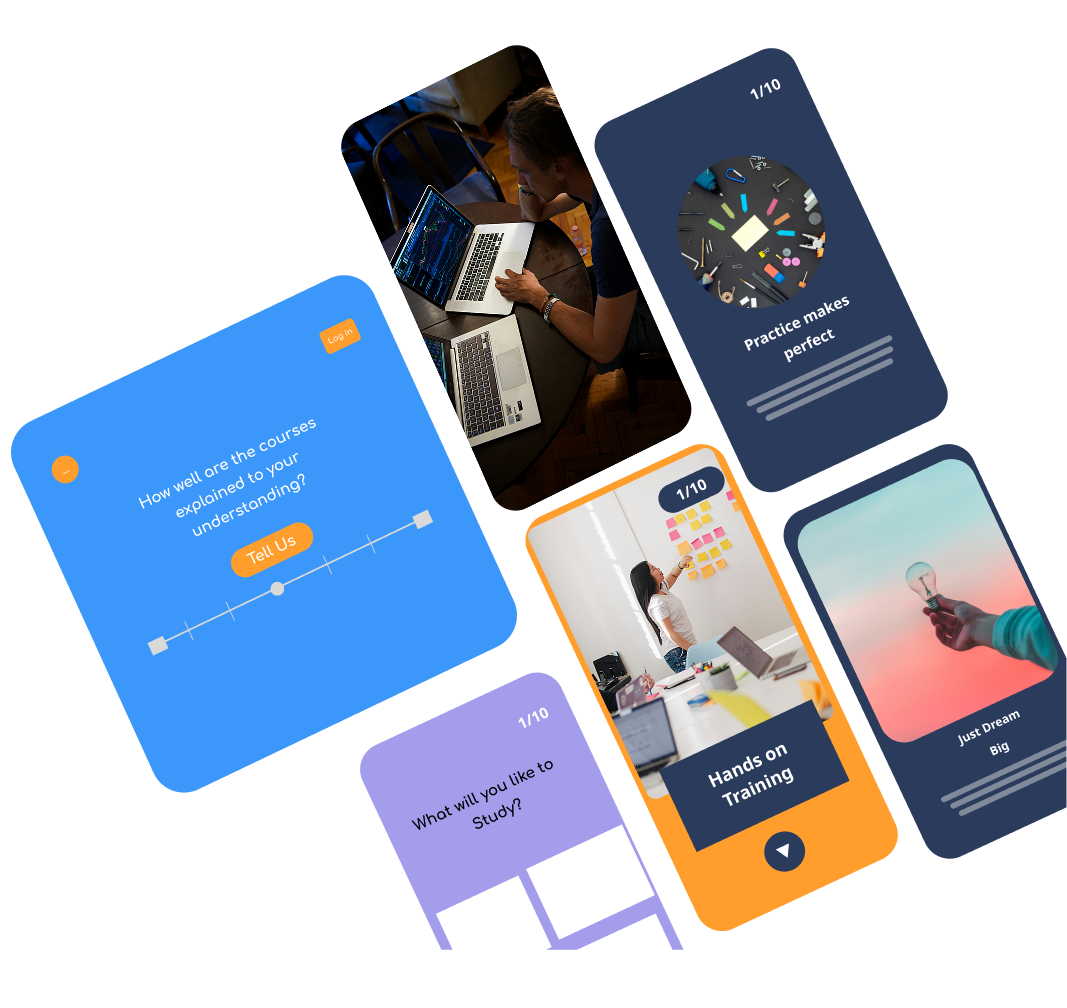 1/10
Practice makes
perfect
Log in
...
How well are the courses
explained to your
understanding?
Tell Us
1/10
Hands on
Training
Just Dream
Big
1/10
What will you like to
Study?